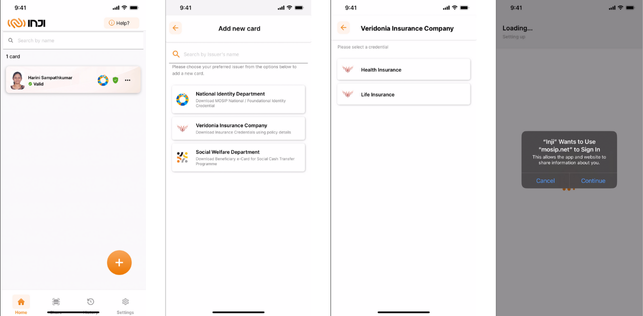 9:41
INJI
Help?
Search by name
1 card
Harini Sampathkumar
Valid
Home
Settings
9:41
Add new card
Search by issuer's name
Please choose your preferred issuer from the options below to
add a new card.
National Identity Department
Download MOSIP National / Foundational Identity
Credential
Veridonia Insurance Company
Download Insurance Credentials using policy details
Social Welfare Department
Download Beneficiary ID Card for Social Cash Transfer
Programme
9:41
Veridonia Insurance Company
Please select a credential
Health Insurance
Life Insurance
9:41
Loading...
Setting up
"Inji" Wants to Use
"mosip.net" to Sign In
This allows the app and website to
share information about you.
Cancel
Continue